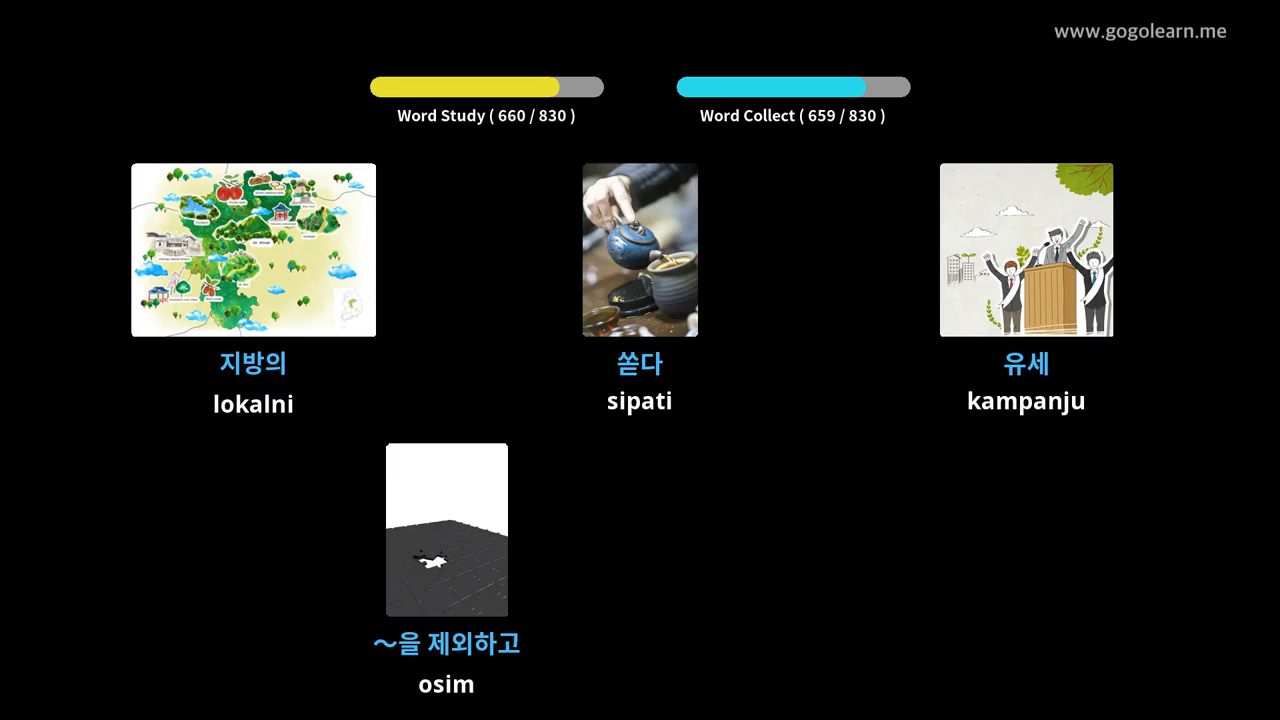 www.gogolearn.me
Word Study ( 660 / 830 )
Word Collect ( 659 / 830 )
지방의
lokalni
쏟다
sipati
유세
kampanju
～을 제외하고
osim